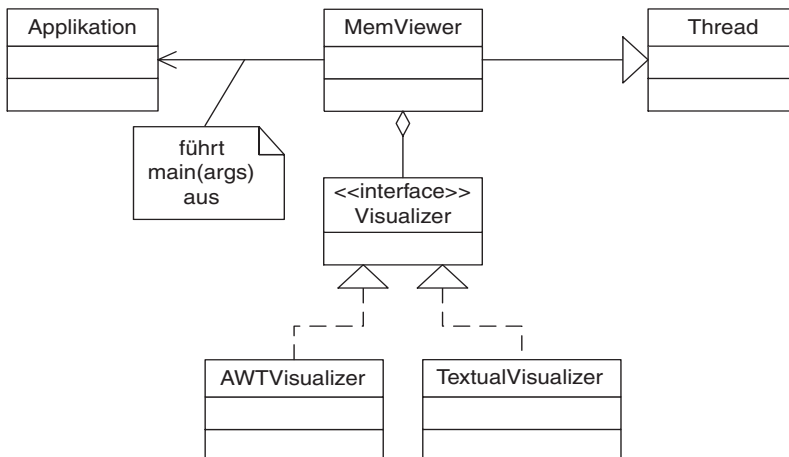 Applikation
MemViewer
Thread
führt
main(args)
aus
<<interface>>
Visualizer
AWTVisualizer
TextualVisualizer